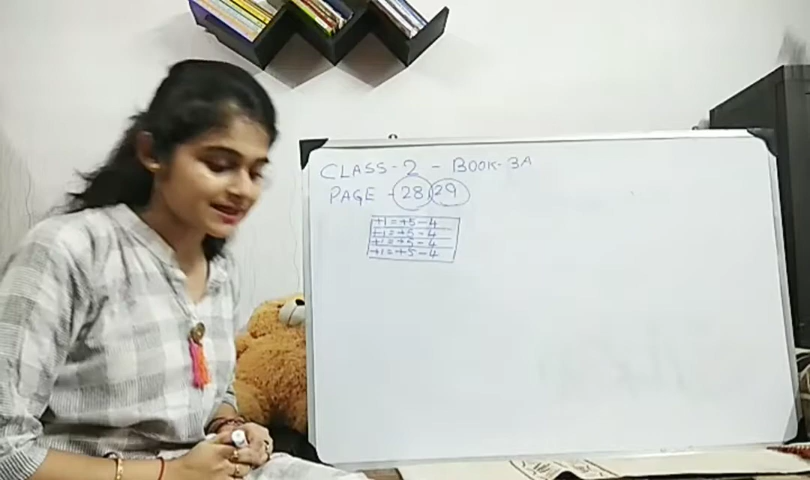 CLASS - 2 - BOOK - 3A
PAGE - 28 29
+1 = +5 - 4
+1 = +5 - 4
+1 = +5 - 4
+1 = +5 - 4